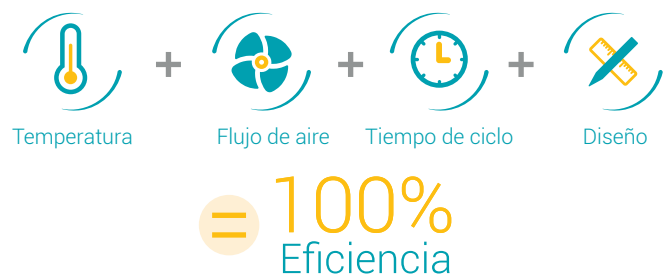 Temperatura + Flujo de aire + Tiempo de ciclo + Diseño
= 100%
Eficiencia